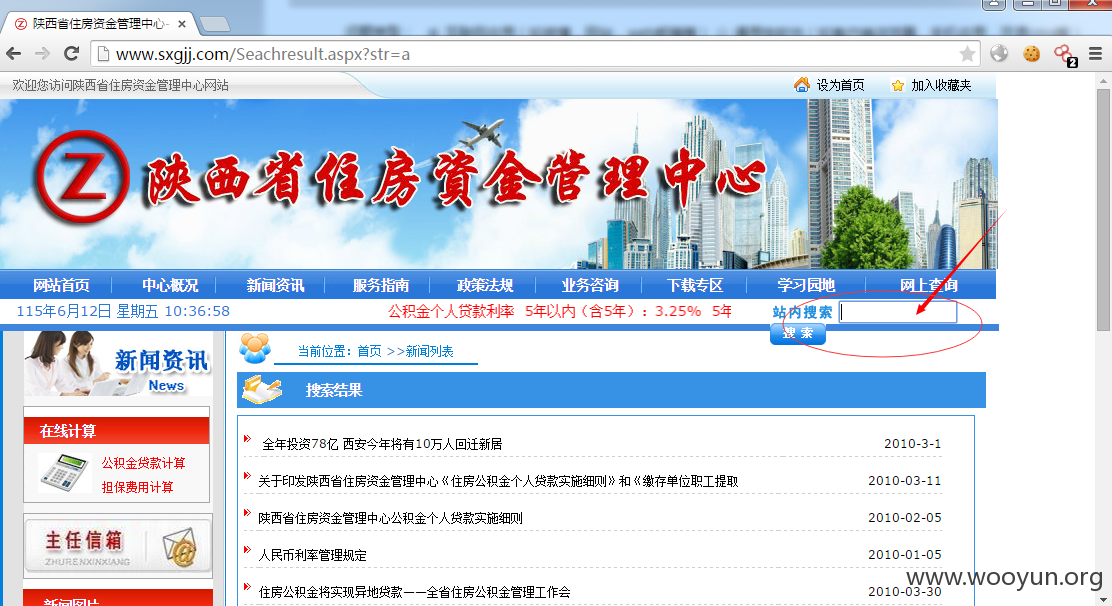 陕西省住房资金管理中心-
www.sxgjj.com/Seachresult.aspx?str=a
2
欢迎您访问陕西省住房资金管理中心网站
设为首页
加入收藏夹
Z 陝西省住房資金管理中心
网站首页 中心概况 新闻资讯 服务指南 政策法规 业务咨询 下载专区 学习园地 网上查询
115年6月12日 星期五 10:36:58
公积金个人贷款利率 5年以内（含5年）：3.25% 5年
站内搜索
搜 索
新闻资讯
News
当前位置：首页 >>新闻列表
搜索结果
在线计算
公积金贷款计算
担保费用计算
主任信箱
ZHURENXINXIANG
新闻图片
全年投资78亿 西安今年将有10万人回迁新居 2010-3-1
关于印发陕西省住房资金管理中心《住房公积金个人贷款实施细则》和《缴存单位职工提取 2010-03-11
陕西省住房资金管理中心公积金个人贷款实施细则 2010-02-05
人民币利率管理规定 2010-01-05
住房公积金将实现异地贷款——全省住房公积金管理工作会 2010-03-30
www.wooyun.org